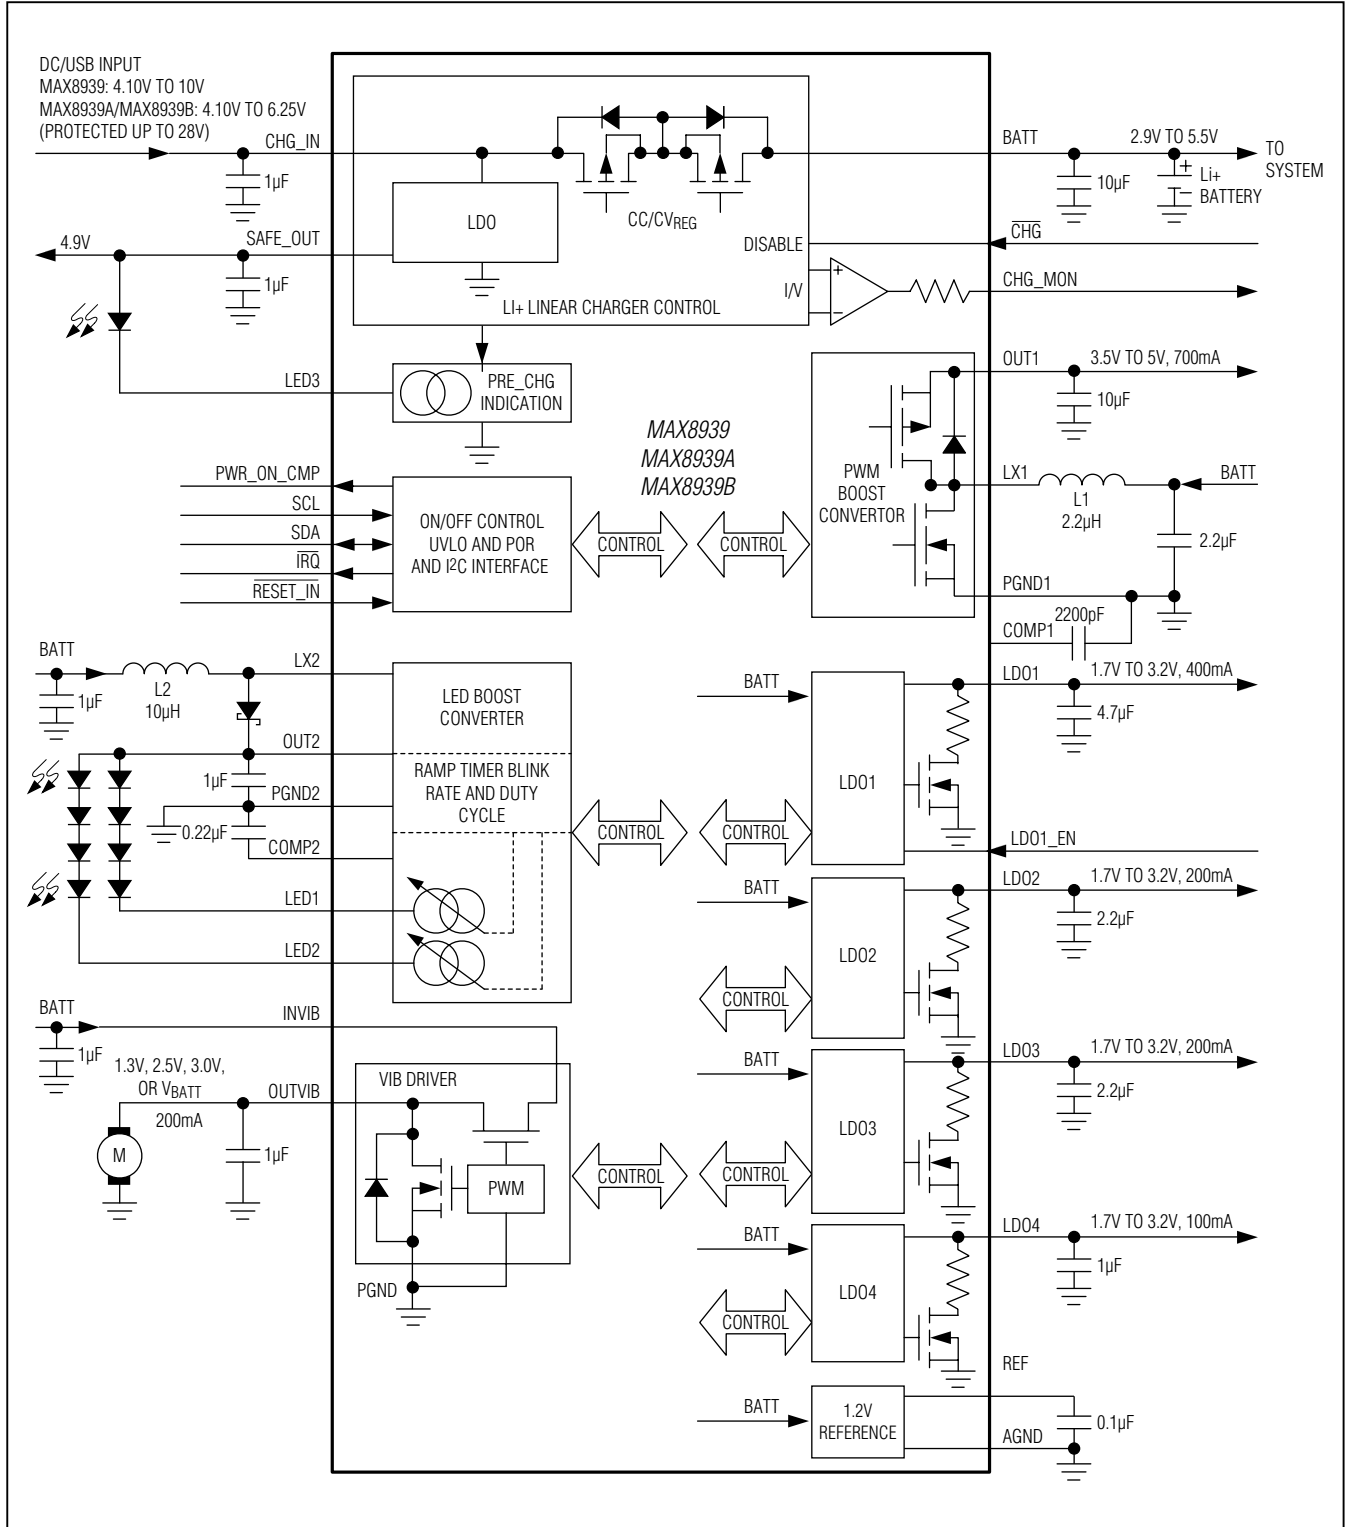 DC/USB INPUT
MAX8939: 4.10V TO 10V
MAX8939A/MAX8939B: 4.10V TO 6.25V
(PROTECTED UP TO 28V)
CHG_IN
1µF
LDO
CC/CVREG
BATT
2.9V TO 5.5V
TO
SYSTEM
10µF
+
Li+
−
BATTERY
4.9V
SAFE_OUT
1µF
DISABLE
CHG
I/V
+
−
CHG_MON
LI+ LINEAR CHARGER CONTROL
LED3
PRE_CHG
INDICATION
OUT1
3.5V TO 5V, 700mA
10µF
MAX8939
MAX8939A
MAX8939B
PWM
BOOST
CONVERTOR
LX1
L1
2.2µH
BATT
2.2µF
PGND1
2200pF
COMP1
PWR_ON_CMP
SCL
SDA
IRQ
RESET_IN
ON/OFF CONTROL
UVLO AND POR
AND I2C INTERFACE
CONTROL
CONTROL
BATT
1µF
L2
10µH
LX2
LED BOOST
CONVERTER
OUT2
1µF
PGND2
0.22µF
COMP2
RAMP TIMER BLINK
RATE AND DUTY
CYCLE
LED1
LED2
CONTROL
CONTROL
BATT
LDO1
LDO1
1.7V TO 3.2V, 400mA
4.7µF
LDO1_EN
BATT
LDO2
LDO2
1.7V TO 3.2V, 200mA
2.2µF
CONTROL
BATT
1µF
INVIB
1.3V, 2.5V, 3.0V,
OR VBATT
200mA
OUTVIB
M
1µF
VIB DRIVER
PWM
PGND
CONTROL
CONTROL
BATT
LDO3
LDO3
1.7V TO 3.2V, 200mA
2.2µF
BATT
LDO4
CONTROL
LDO4
1.7V TO 3.2V, 100mA
1µF
BATT
1.2V
REFERENCE
REF
0.1µF
AGND